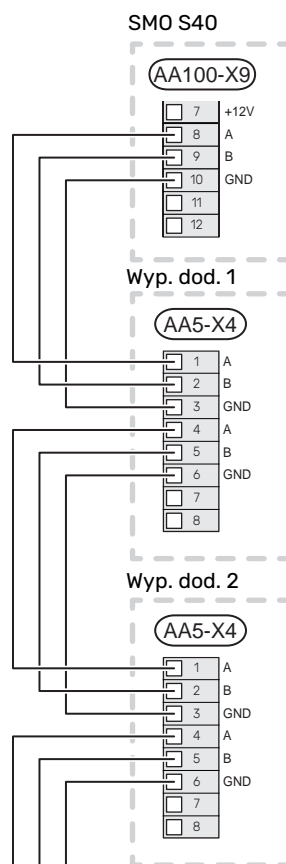 SMO S40
AA100-X9
7 +12V
8 A
9 B
10 GND
11
12
Wyp. dod. 1
AA5-X4
1 A
2 B
3 GND
4 A
5 B
6 GND
7
8
Wyp. dod. 2
AA5-X4
1 A
2 B
3 GND
4 A
5 B
6 GND
7
8